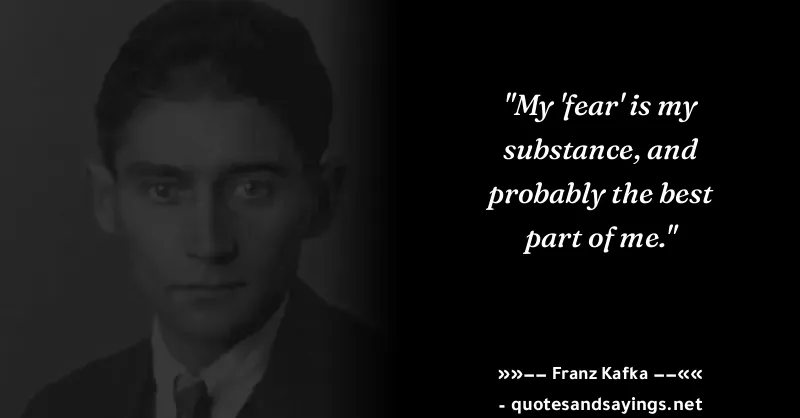 "My 'fear' is my
substance, and
probably the best
part of me."
»»–– Franz Kafka ––««
- quotesandsayings.net